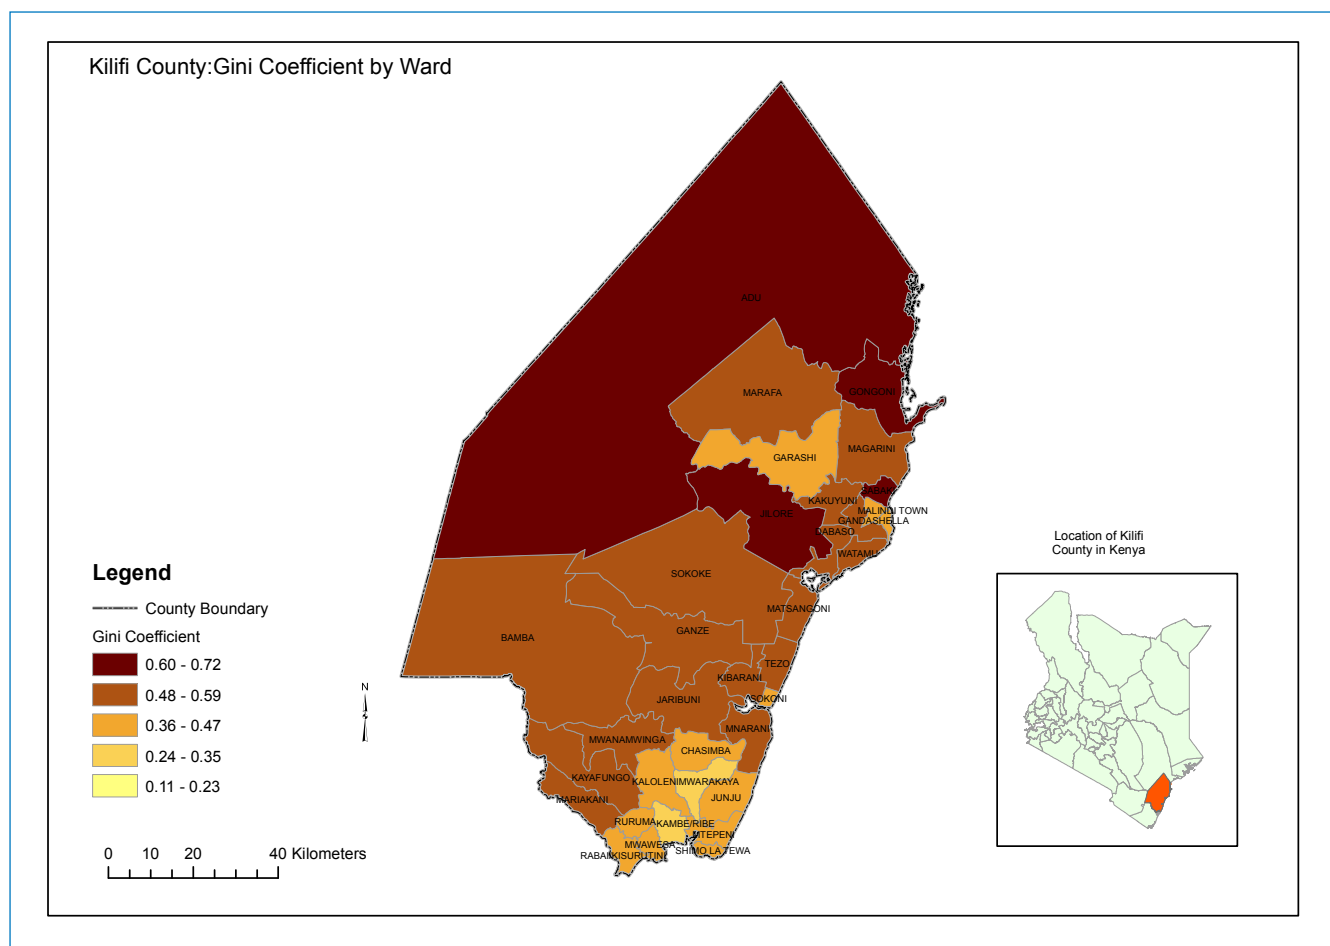 Kilifi County:Gini Coefficient by Ward
ADU
MARAFA
GONGONI
MAGARINI
GARASHI
SABAKI
KAKUYUNI
MALINDI TOWN
JILORE
GANDASHELLA
DABASO
WATAMU
SOKOKE
MATSANGONI
GANZE
BAMBA
TEZO
KIBARANI
JARIBUNI
SOKONI
MNARANI
MWANAMWINGA
CHASIMBA
KAYAFUNGO
KALOLENI
MWARAKAYA
MARIAKANI
JUNJU
RURUMA
KAMBE/RIBE
MTEPENI
MWAWESA
SHIMO LA TEWA
RABAI/KISURUTINI
Location of Kilifi
County in Kenya
N
Legend
County Boundary
Gini Coefficient
0.60 - 0.72
0.48 - 0.59
0.36 - 0.47
0.24 - 0.35
0.11 - 0.23
0 10 20 40 Kilometers